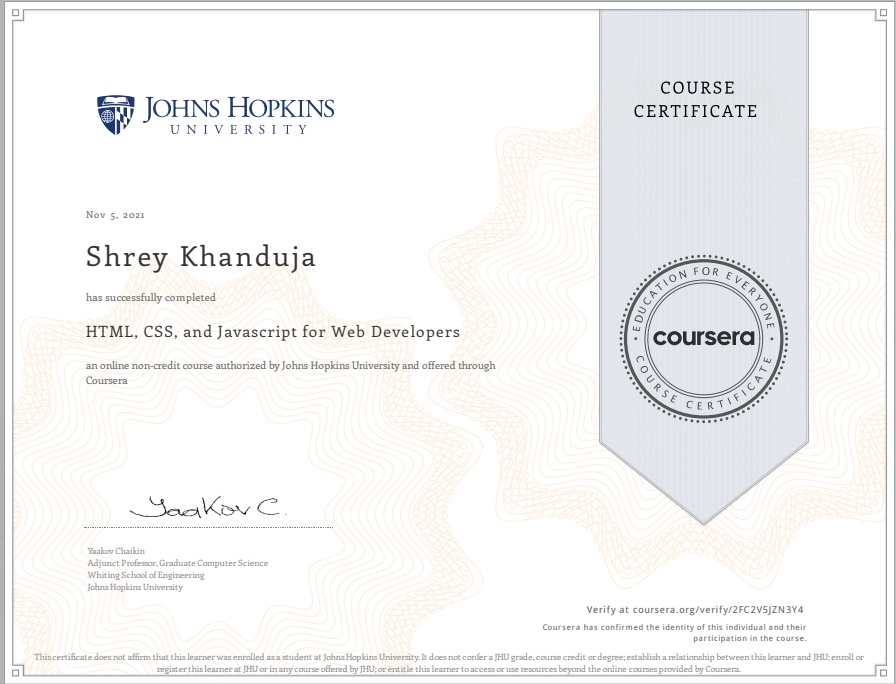 JOHNS HOPKINS
UNIVERSITY
COURSE
CERTIFICATE
Nov 5, 2021
Shrey Khanduja
has successfully completed
HTML, CSS, and Javascript for Web Developers
an online non-credit course authorized by Johns Hopkins University and offered through
Coursera
EDUCATION FOR EVERYONE
coursera
COURSE CERTIFICATE
Yaakov C.
Yaakov Chaikin
Adjunct Professor, Graduate Computer Science
Whiting School of Engineering
Johns Hopkins University
Verify at coursera.org/verify/2FC2V5JZN3Y4
Coursera has confirmed the identity of this individual and their
participation in the course.
This certificate does not affirm that this learner was enrolled as a student at Johns Hopkins University. It does not confer a JHU grade, course credit or degree; establish a relationship between this learner and JHU; enroll or
register this learner at JHU or in any course offered by JHU; or entitle this learner to access or use resources beyond the online courses provided by Coursera.